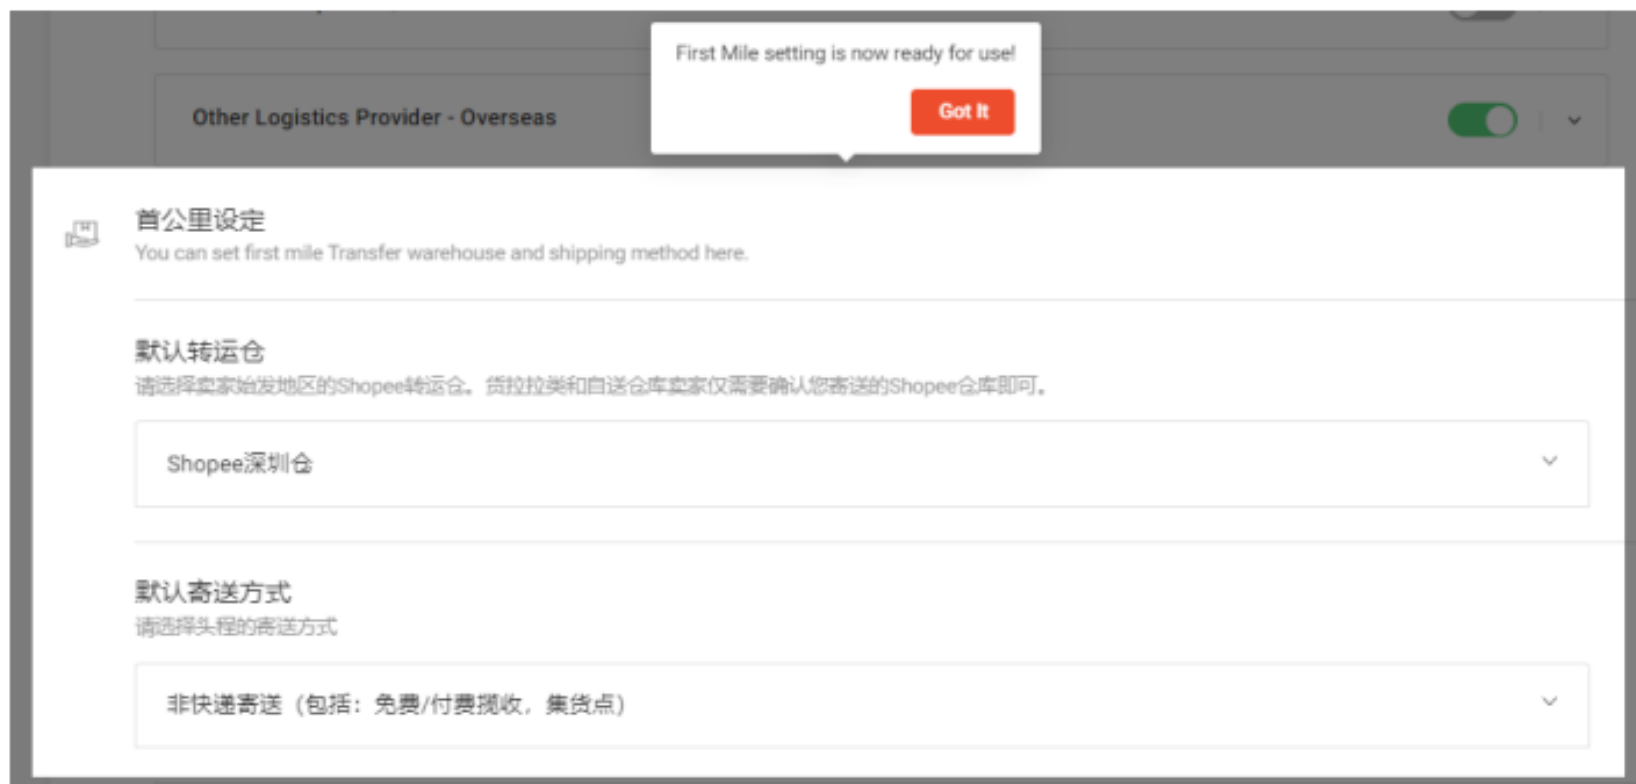 First Mile setting is now ready for use!
Got It
Other Logistics Provider - Overseas
首公里设定
You can set first mile Transfer warehouse and shipping method here.
默认转运仓
请选择卖家始发地区的Shopee转运仓。货拉拉类和自送仓库卖家仅需要确认您寄送的Shopee仓库即可。
Shopee深圳仓
默认寄送方式
请选择头程的寄送方式
非快递寄送（包括：免费/付费揽收，集货点）